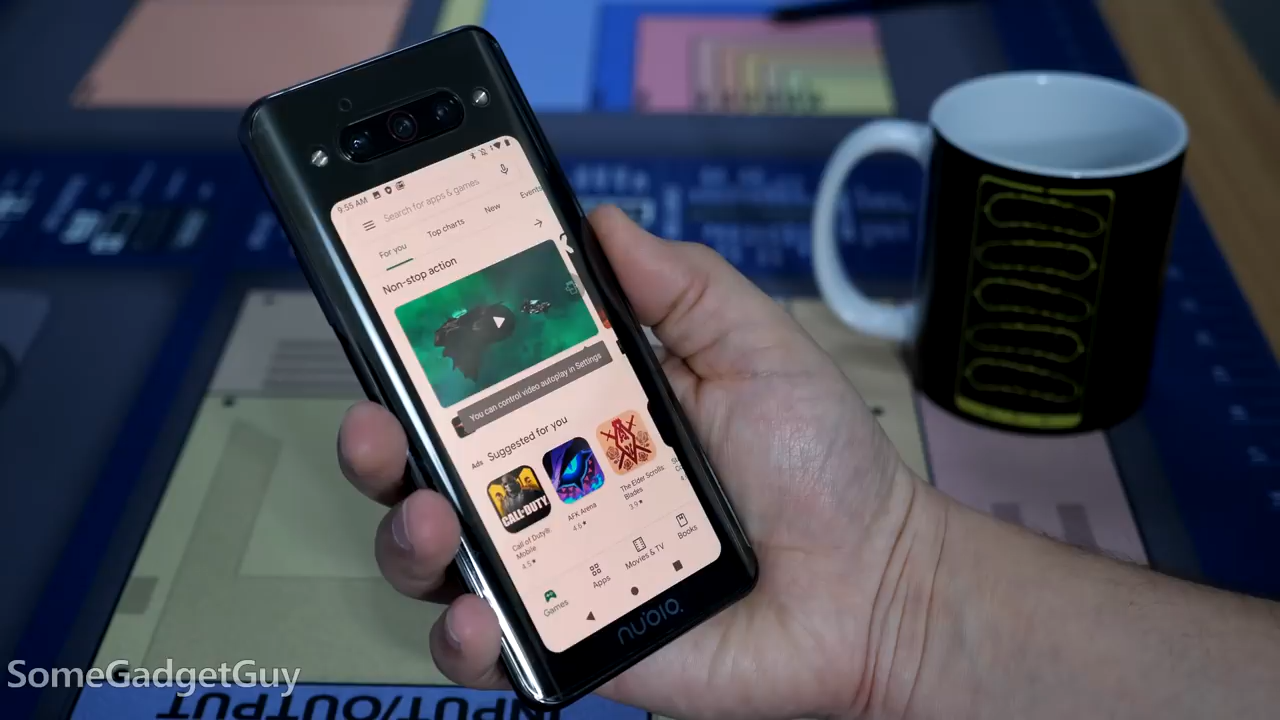 9:55 AM
Search for apps & games
For you
Top charts
New
Events
Non-stop action
You can control video autoplay in Settings
Ads
Suggested for you
CALL OF DUTY
Call of Duty®:
Mobile
4.5★
AFK Arena
4.6★
The Elder Scrolls:
Blades
3.9★
Games
Apps
Movies & TV
Books
nubia
SomeGadgetGuy
INPUT/OUTPUT